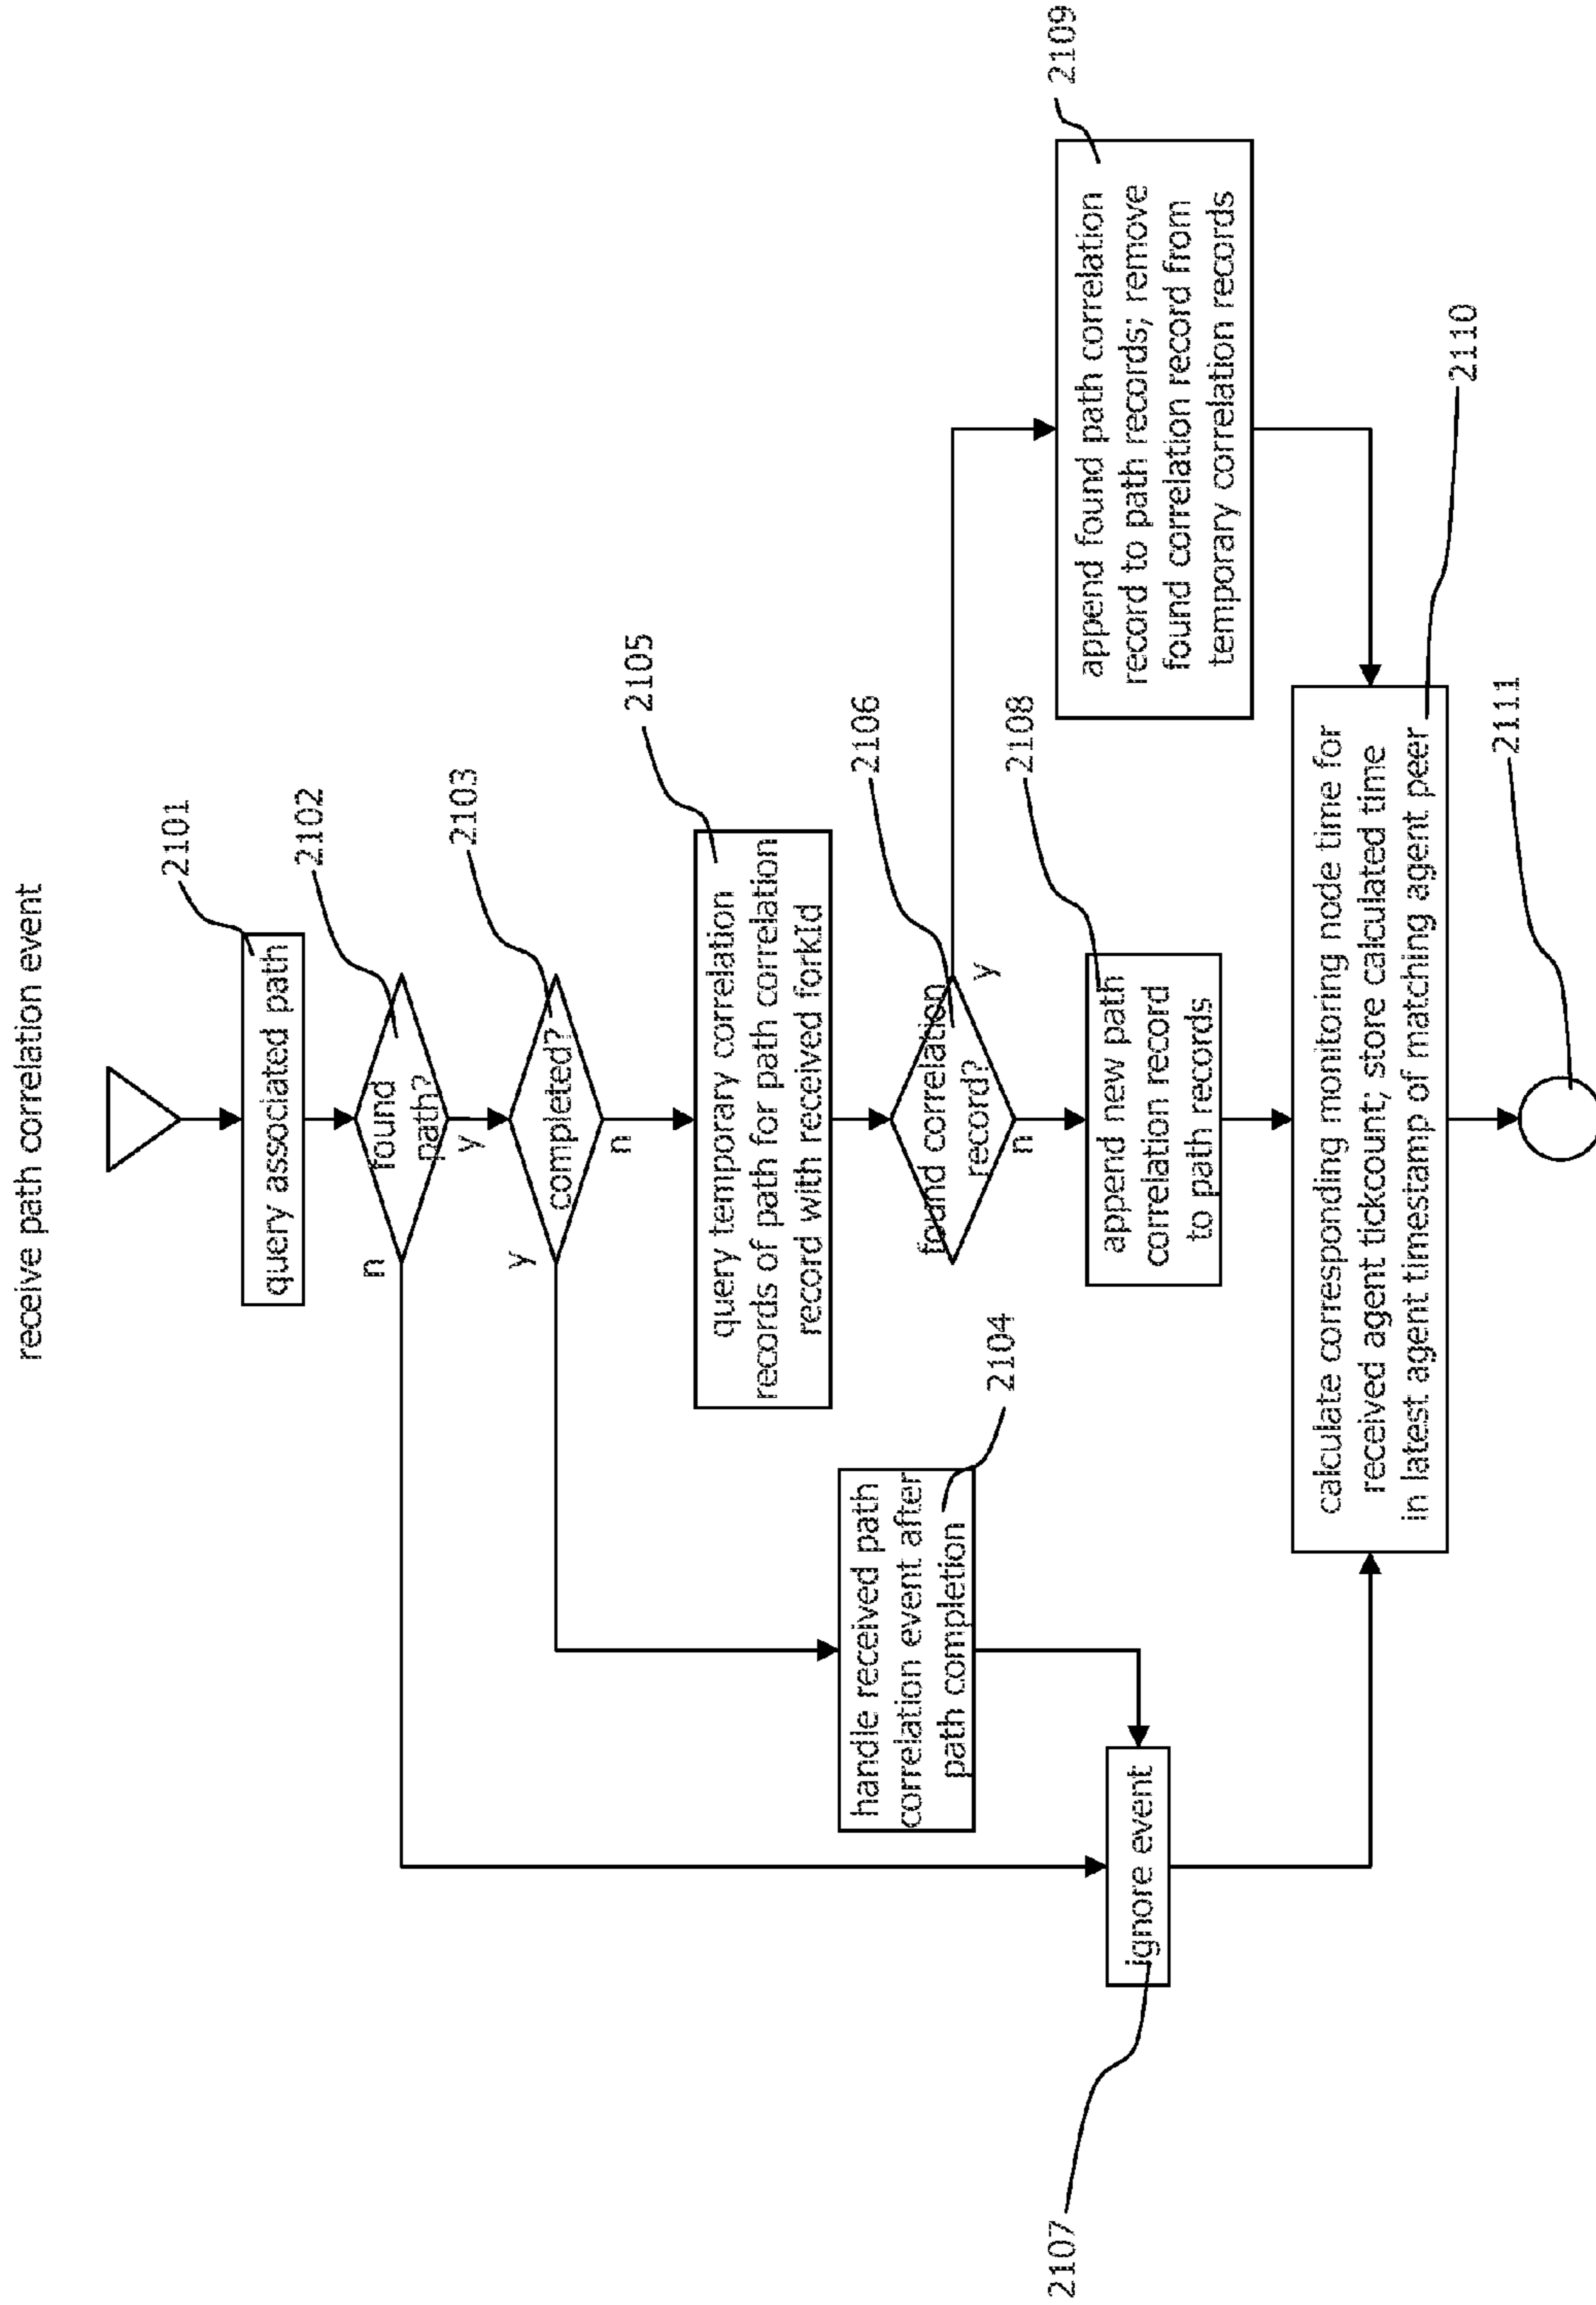 receive path correlation event
2101
query associated path
2102
found
path?
n
y
2103
completed?
y
n
2105
query temporary correlation
records of path for path correlation
record with received forkId
2104
handle received path
correlation event after
path completion
2106
found correlation
record?
y
n
2107
ignore event
2108
append new path
correlation record
to path records
2109
append found path correlation
record to path records; remove
found correlation record from
temporary correlation records
2110
calculate corresponding monitoring node time for
received agent tickcount; store calculated time
in latest agent timestamp of matching agent peer
2111